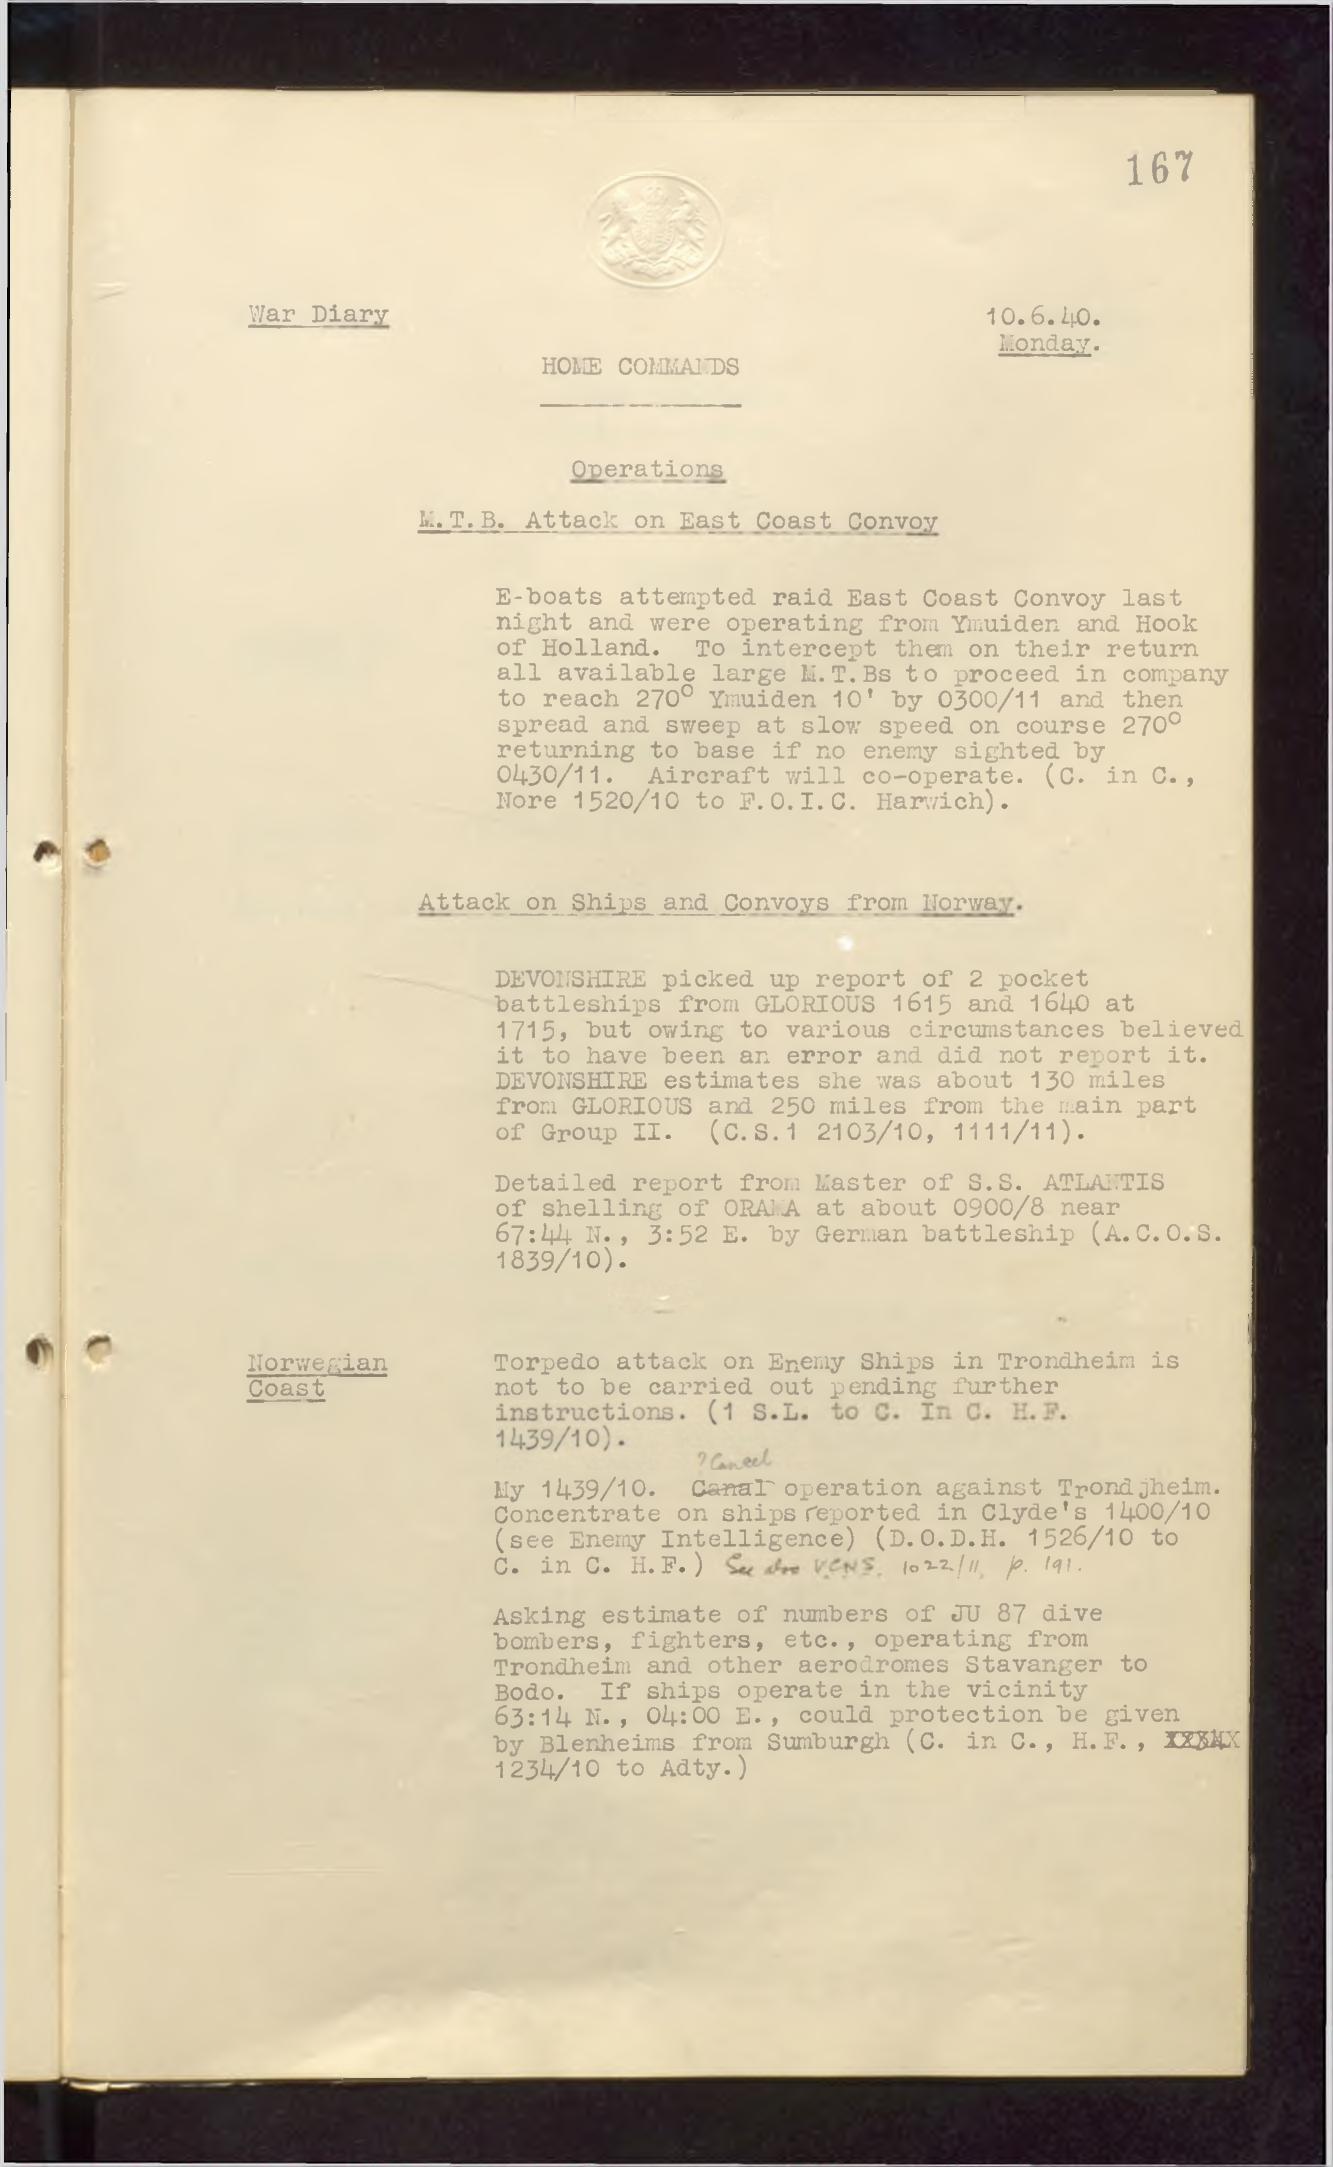 167
War Diary
10.6.40.
Monday.
HOME COMMANDS
Operations
M.T.B. Attack on East Coast Convoy
E-boats attempted raid East Coast Convoy last
night and were operating from Ymuiden and Hook
of Holland. To intercept them on their return
all available large M.T.Bs to proceed in company
to reach 270° Ymuiden 10' by 0300/11 and then
spread and sweep at slow speed on course 270°
returning to base if no enemy sighted by
0430/11. Aircraft will co-operate. (C. in C.,
Nore 1520/10 to F.O.I.C. Harwich).
Attack on Ships and Convoys from Norway.
DEVONSHIRE picked up report of 2 pocket
battleships from GLORIOUS 1615 and 1640 at
1715, but owing to various circumstances believed
it to have been an error and did not report it.
DEVONSHIRE estimates she was about 130 miles
from GLORIOUS and 250 miles from the main part
of Group II. (C.S.1 2103/10, 1111/11).
Detailed report from Master of S.S. ATLANTIS
of shelling of ORAMA at about 0900/8 near
67:44 N., 3:52 E. by German battleship (A.C.O.S.
1839/10).
Norwegian
Coast
Torpedo attack on Enemy Ships in Trondheim is
not to be carried out pending further
instructions. (1 S.L. to C. In C. H.F.
1439/10).
? Cancel
My 1439/10. Canal operation against Trondjheim.
Concentrate on ships reported in Clyde's 1400/10
(see Enemy Intelligence) (D.O.D.H. 1526/10 to
C. in C. H.F.) See also V.C.N.S. 1022/11, p. 191.
Asking estimate of numbers of JU 87 dive
bombers, fighters, etc., operating from
Trondheim and other aerodromes Stavanger to
Bodo. If ships operate in the vicinity
63:14 N., 04:00 E., could protection be given
by Blenheims from Sumburgh (C. in C., H.F.,
1234/10 to Adty.)